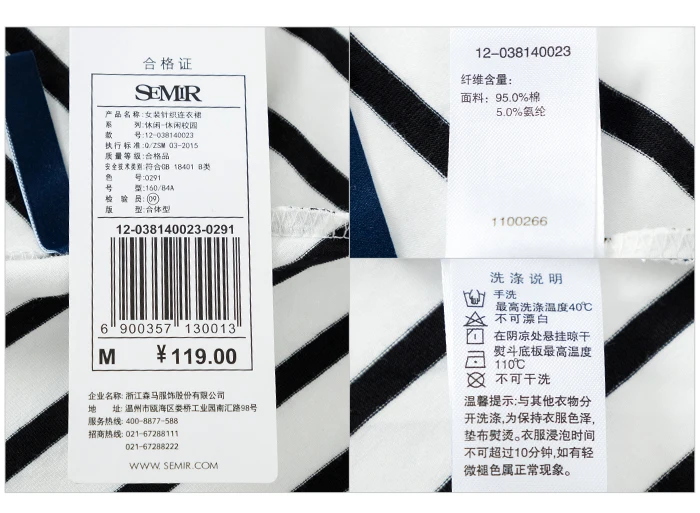 合格证
SEMIR
产品名称:女装针织连衣裙
系 列:休闲-休闲校园
款 号:12-038140023
执行标准:Q/ZSM 03-2015
质量等级:合格品
安全技术类别:符合GB 18401 B类
色 号:0291
号 型:160/84A
检 验 员:09
版 型:合体型
12-038140023-0291
6 900357 130013
M ¥119.00
企业名称:浙江森马服饰股份有限公司
地 址:温州市瓯海区娄桥工业园南汇路98号
服务热线:400-8877-588
招商热线:021-67288111
021-67288222
WWW.SEMIR.COM
12-038140023
纤维含量:
面料:95.0%棉
5.0%氨纶
1100266
洗涤说明
手洗
最高洗涤温度40℃
不可漂白
在阴凉处悬挂晾干
熨斗底板最高温度
110℃
不可干洗
温馨提示:与其他衣物分
开洗涤,为保持衣服色泽,
垫布熨烫。衣服浸泡时间
不可超过10分钟,如有轻
微褪色属正常现象。